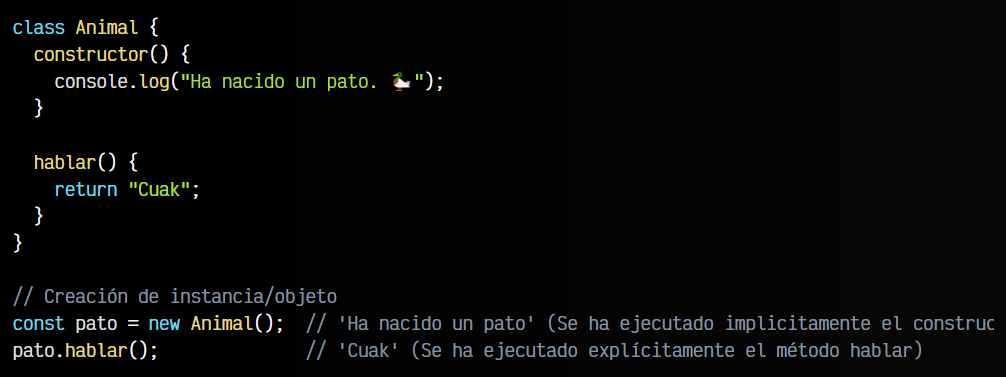 class Animal {
  constructor() {
    console.log("Ha nacido un pato. 🦆");
  }

  hablar() {
    return "Cuak";
  }
}

// Creación de instancia/objeto
const pato = new Animal();  // 'Ha nacido un pato' (Se ha ejecutado implicitamente el construc
pato.hablar();              // 'Cuak' (Se ha ejecutado explícitamente el método hablar)